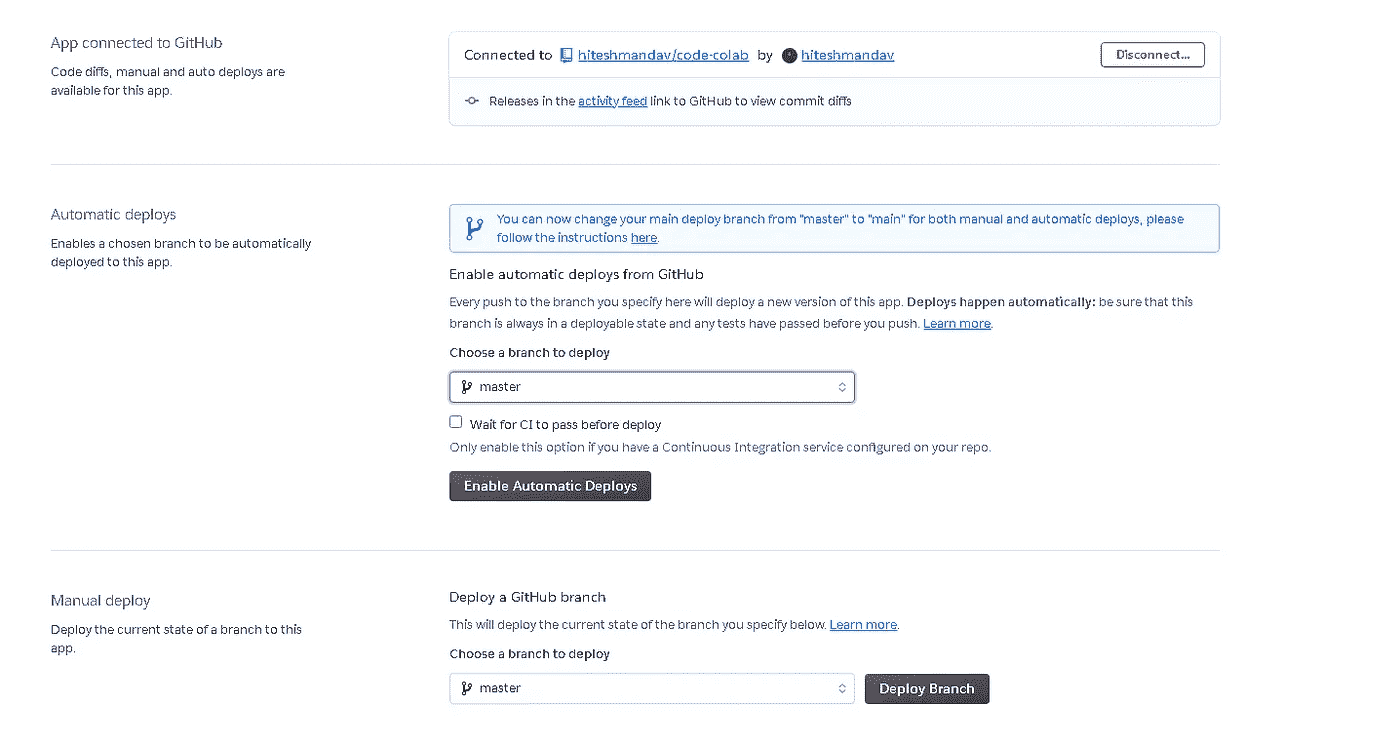 App connected to GitHub
Code diffs, manual and auto deploys are
available for this app.
Connected to hiteshmandav/code-colab by hiteshmandav
Disconnect...
Releases in the activity feed link to GitHub to view commit diffs
Automatic deploys
Enables a chosen branch to be automatically
deployed to this app.
You can now change your main deploy branch from "master" to "main" for both manual and automatic deploys, please
follow the instructions here.
Enable automatic deploys from GitHub
Every push to the branch you specify here will deploy a new version of this app. Deploys happen automatically: be sure that this
branch is always in a deployable state and any tests have passed before you push. Learn more.
Choose a branch to deploy
master
Wait for CI to pass before deploy
Only enable this option if you have a Continuous Integration service configured on your repo.
Enable Automatic Deploys
Manual deploy
Deploy the current state of a branch to this
app.
Deploy a GitHub branch
This will deploy the current state of the branch you specify below. Learn more.
Choose a branch to deploy
master
Deploy Branch